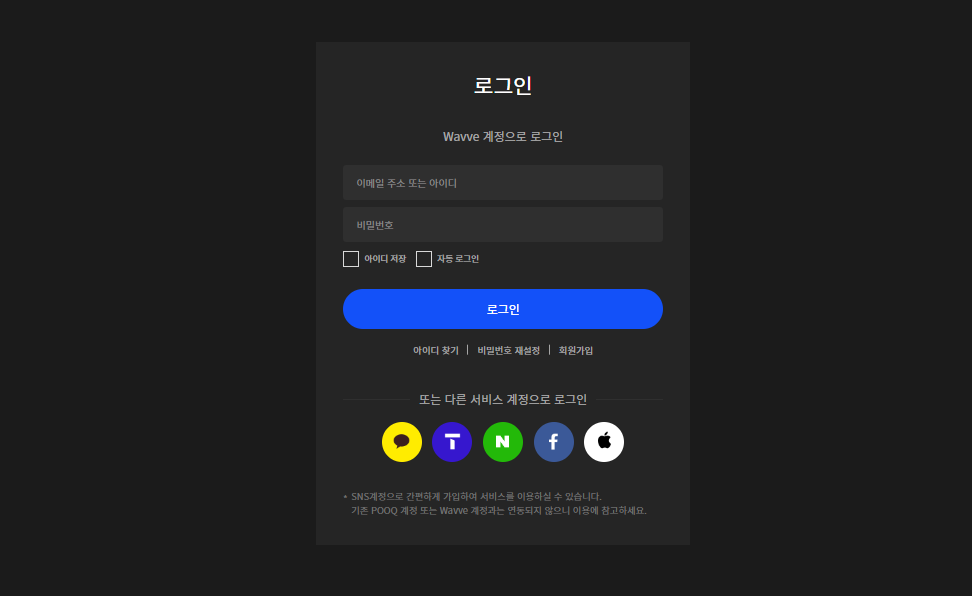 로그인
Wavve 계정으로 로그인
이메일 주소 또는 아이디
비밀번호
아이디 저장 자동 로그인
로그인
아이디 찾기 | 비밀번호 재설정 | 회원가입
또는 다른 서비스 계정으로 로그인
T N f
• SNS계정으로 간편하게 가입하여 서비스를 이용하실 수 있습니다.
기존 POOQ 계정 또는 Wavve 계정과는 연동되지 않으니 이용에 참고하세요.